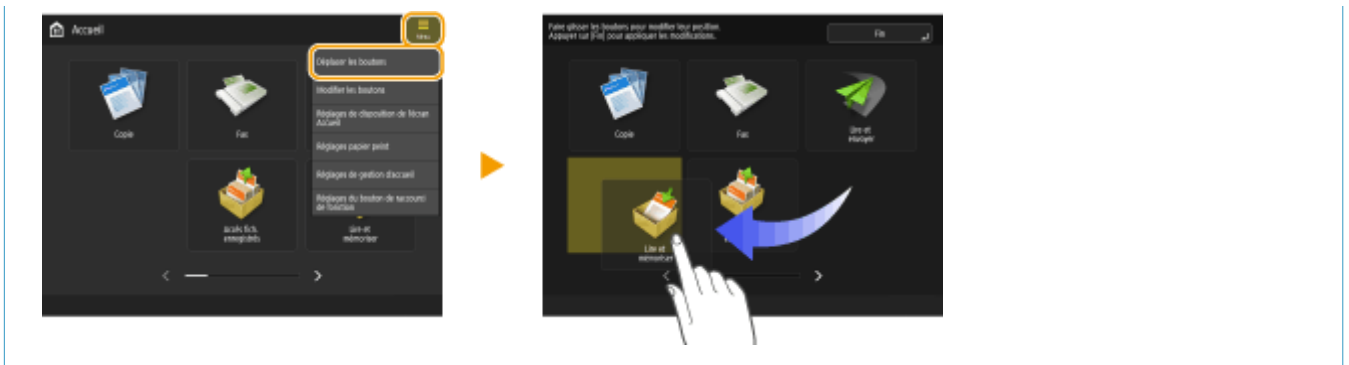 Accueil
Menu
Déplacer les boutons
Modifier les boutons
Réglages de disposition de l'écran
Accueil
Réglages papier peint
Réglages de gestion d'accueil
Réglages du bouton de raccourci
de fonction
Copie
Fax
Accès fich.
enregistrés
Lire et
mémoriser
Faire glisser les boutons pour modifier leur position.
Appuyer sur [Fin] pour appliquer les modifications.
Fin
Copie
Fax
Lire et
envoyer
Lire et
mémoriser